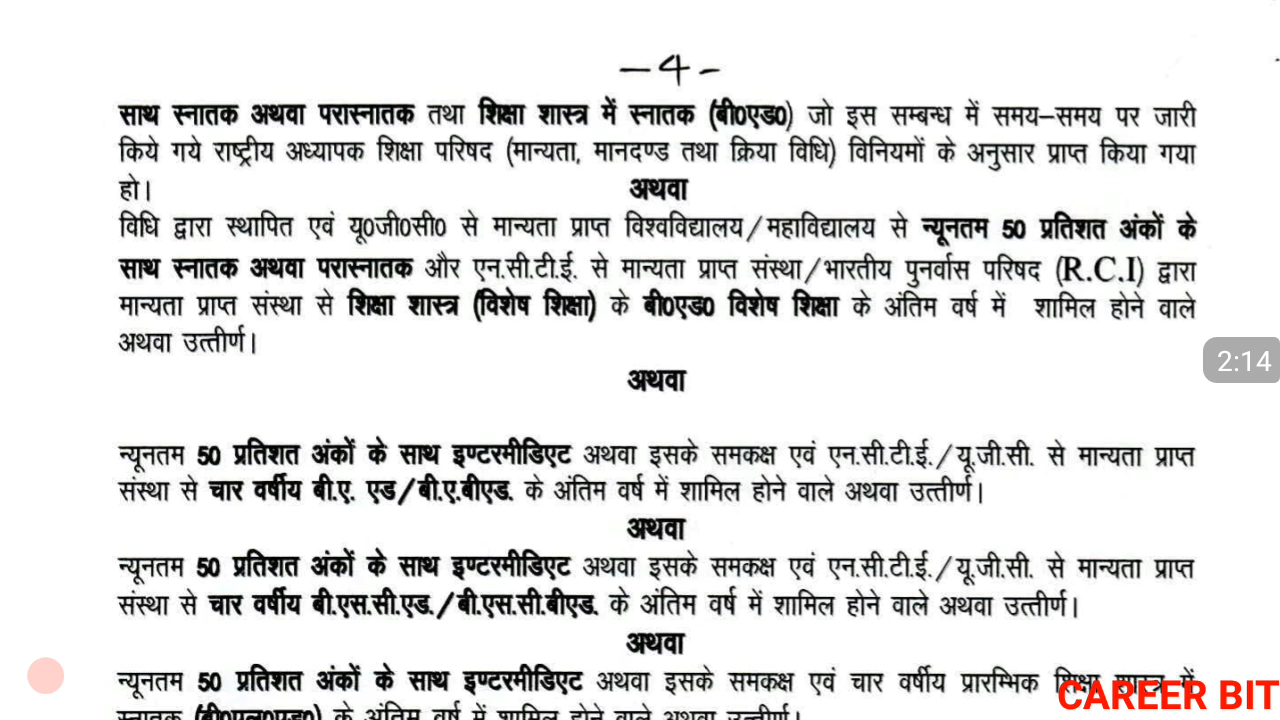 –4-
साथ स्नातक अथवा परास्नातक तथा शिक्षा शास्त्र में स्नातक (बी0एड0) जो इस सम्बन्ध में समय–समय पर जारी
किये गये राष्ट्रीय अध्यापक शिक्षा परिषद (मान्यता, मानदण्ड तथा क्रिया विधि) विनियमों के अनुसार प्राप्त किया गया
हो। अथवा
विधि द्वारा स्थापित एवं यू0जी0सी0 से मान्यता प्राप्त विश्वविद्यालय/महाविद्यालय से न्यूनतम 50 प्रतिशत अंकों के
साथ स्नातक अथवा परास्नातक और एन.सी.टी.ई. से मान्यता प्राप्त संस्था/भारतीय पुनर्वास परिषद (R.C.I) द्वारा
मान्यता प्राप्त संस्था से शिक्षा शास्त्र (विशेष शिक्षा) के बी0एड0 विशेष शिक्षा के अंतिम वर्ष में शामिल होने वाले
अथवा उत्तीर्ण।
2:14
अथवा
न्यूनतम 50 प्रतिशत अंकों के साथ इण्टरमीडिएट अथवा इसके समकक्ष एवं एन.सी.टी.ई./यू.जी.सी. से मान्यता प्राप्त
संस्था से चार वर्षीय बी.ए. एड/बी.ए.बीएड. के अंतिम वर्ष में शामिल होने वाले अथवा उत्तीर्ण।
अथवा
न्यूनतम 50 प्रतिशत अंकों के साथ इण्टरमीडिएट अथवा इसके समकक्ष एवं एन.सी.टी.ई./यू.जी.सी. से मान्यता प्राप्त
संस्था से चार वर्षीय बी.एस.सी.एड./बी.एस.सी.बीएड. के अंतिम वर्ष में शामिल होने वाले अथवा उत्तीर्ण।
अथवा
न्यूनतम 50 प्रतिशत अंकों के साथ इण्टरमीडिएट अथवा इसके समकक्ष एवं चार वर्षीय प्रारम्भिक शिक्षा शास्त्र में
स्नातक (बी0एल0एड0) के अंतिम वर्ष में शामिल होने वाले अथवा उत्तीर्ण।
CAREER BIT